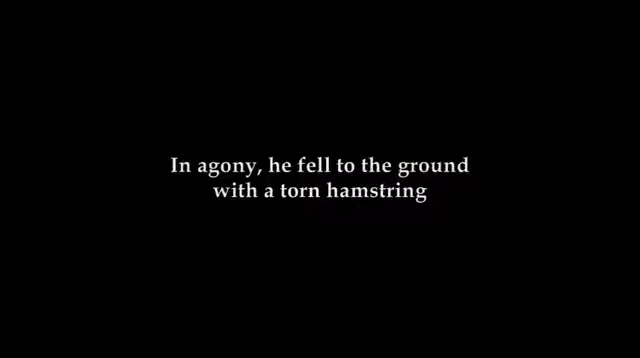 In agony, he fell to the ground
with a torn hamstring